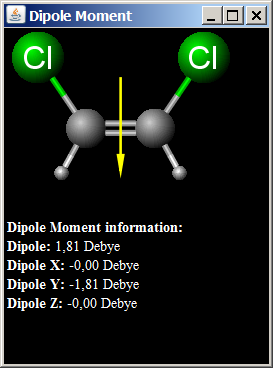 Dipole Moment
Cl Cl
Dipole Moment information:
Dipole: 1,81 Debye
Dipole X: -0,00 Debye
Dipole Y: -1,81 Debye
Dipole Z: -0,00 Debye